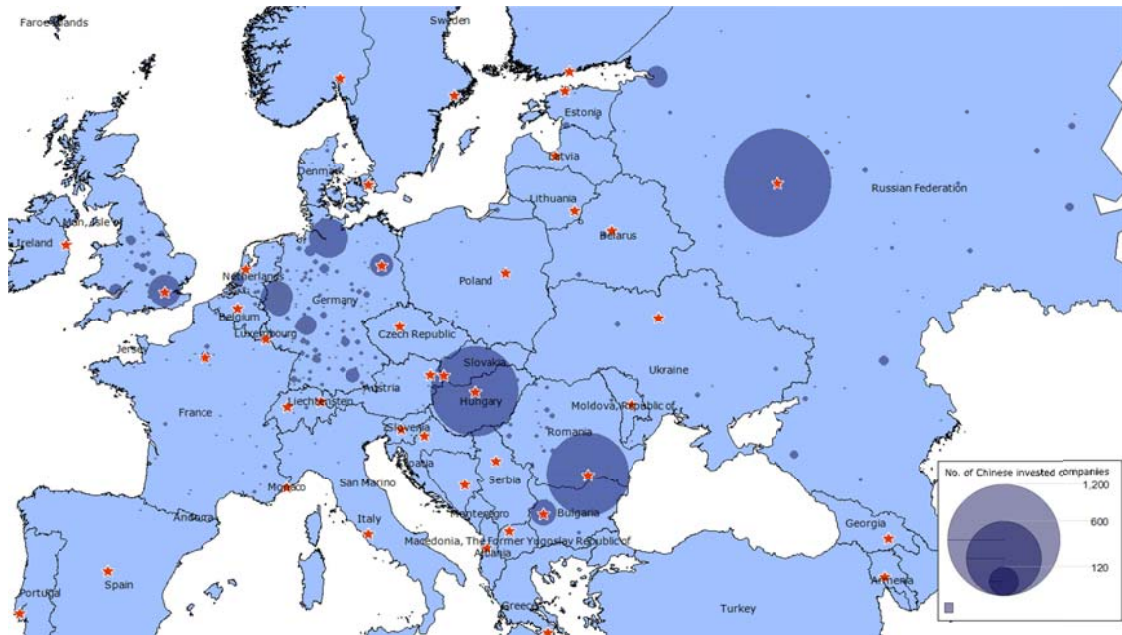 Faroe Islands
Sweden
Estonia
Latvia
Denmark
Russian Federation
Lithuania
Man, Isle of
Belarus
Ireland
Netherlands
Poland
Germany
Belgium
Luxembourg
Czech Republic
Jersey
Slovakia
Ukraine
Austria
Liechtenstein
Hungary
France
Moldova, Republic of
Slovenia
Romania
Croatia
Serbia
San Marino
Monaco
Montenegro
Bulgaria
Andorra
Italy
Macedonia, The Former Yugoslav Republic of
Albania
Georgia
Armenia
Spain
Portugal
Greece
Turkey
No. of Chinese invested companies
1,200
600
120